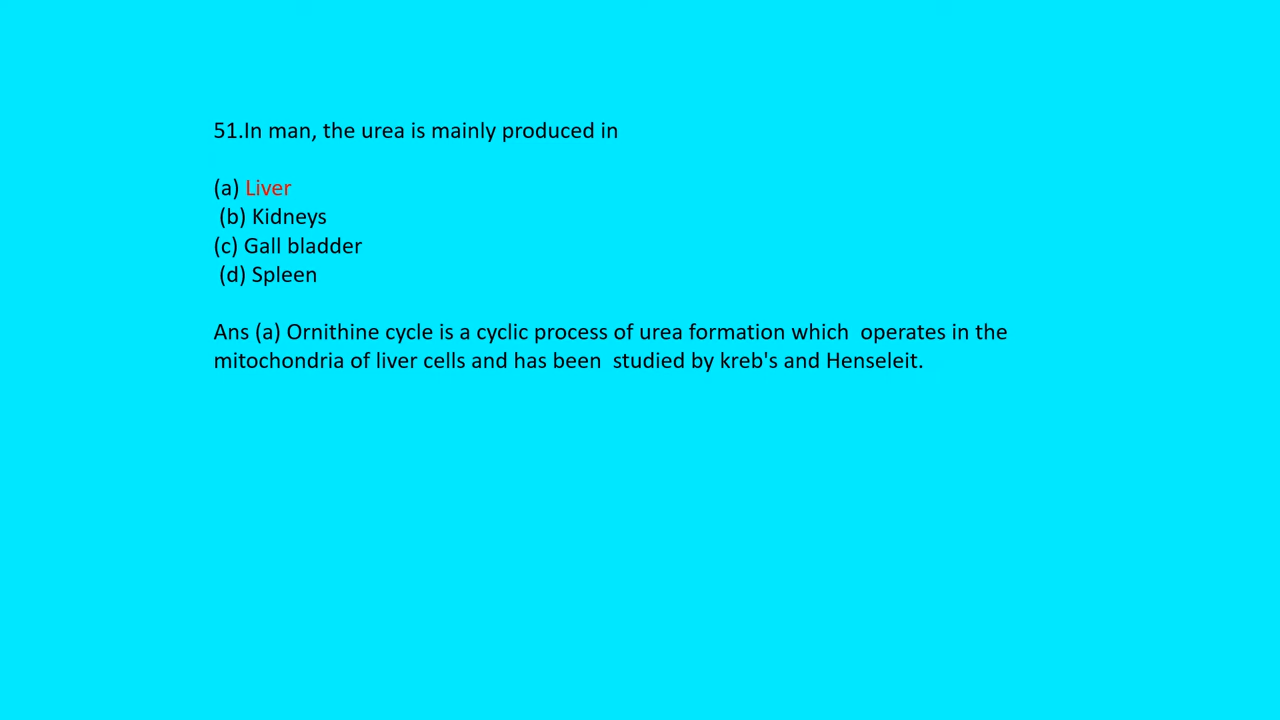 51.In man, the urea is mainly produced in
(a) Liver
(b) Kidneys
(c) Gall bladder
(d) Spleen
Ans (a) Ornithine cycle is a cyclic process of urea formation which  operates in the
mitochondria of liver cells and has been  studied by kreb's and Henseleit.